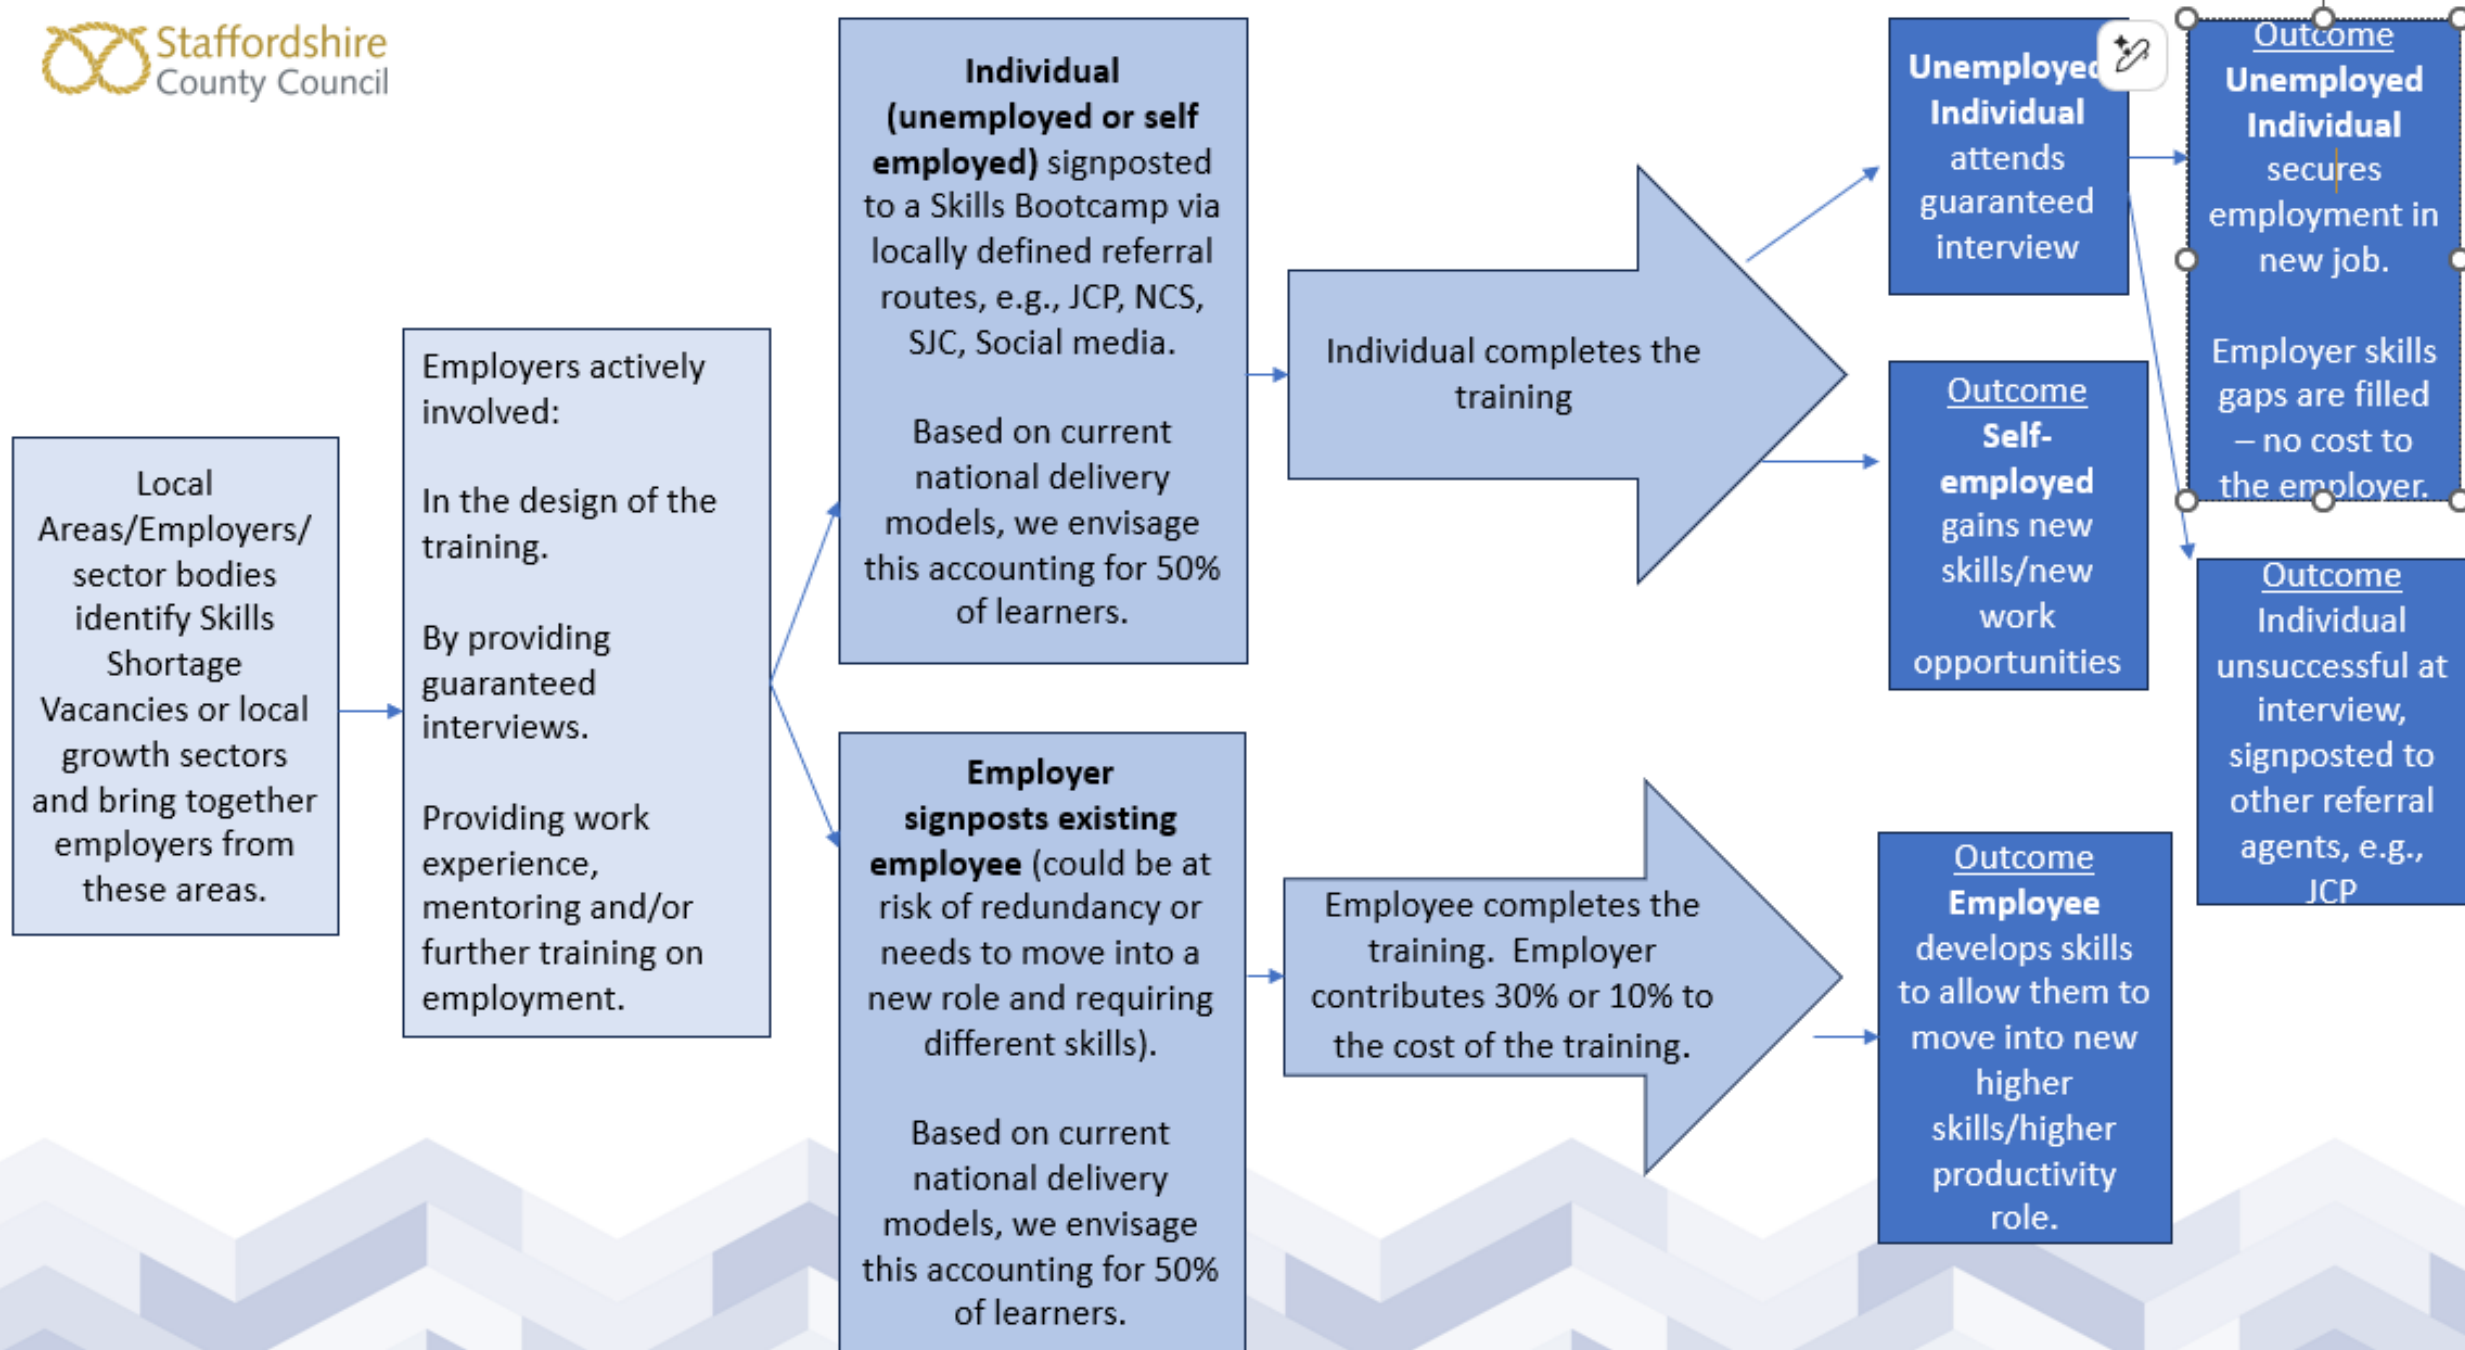 Staffordshire
County Council
Local
Areas/Employers/
sector bodies
identify Skills
Shortage
Vacancies or local
growth sectors
and bring together
employers from
these areas.
Employers actively
involved:
In the design of the
training.
By providing
guaranteed
interviews.
Providing work
experience,
mentoring and/or
further training on
employment.
Individual
(unemployed or self
employed) signposted
to a Skills Bootcamp via
locally defined referral
routes, e.g., JCP, NCS,
SJC, Social media.
Based on current
national delivery
models, we envisage
this accounting for 50%
of learners.
Employer
signposts existing
employee (could be at
risk of redundancy or
needs to move into a
new role and requiring
different skills).
Based on current
national delivery
models, we envisage
this accounting for 50%
of learners.
Individual completes the
training
Employee completes the
training.  Employer
contributes 30% or 10% to
the cost of the training.
Unemployed
Individual
attends
guaranteed
interview
Outcome
Self-
employed
gains new
skills/new
work
opportunities
Outcome
Employee
develops skills
to allow them to
move into new
higher
skills/higher
productivity
role.
Outcome
Unemployed
Individual
secures
employment in
new job.
Employer skills
gaps are filled
– no cost to
the employer.
Outcome
Individual
unsuccessful at
interview,
signposted to
other referral
agents, e.g.,
JCP